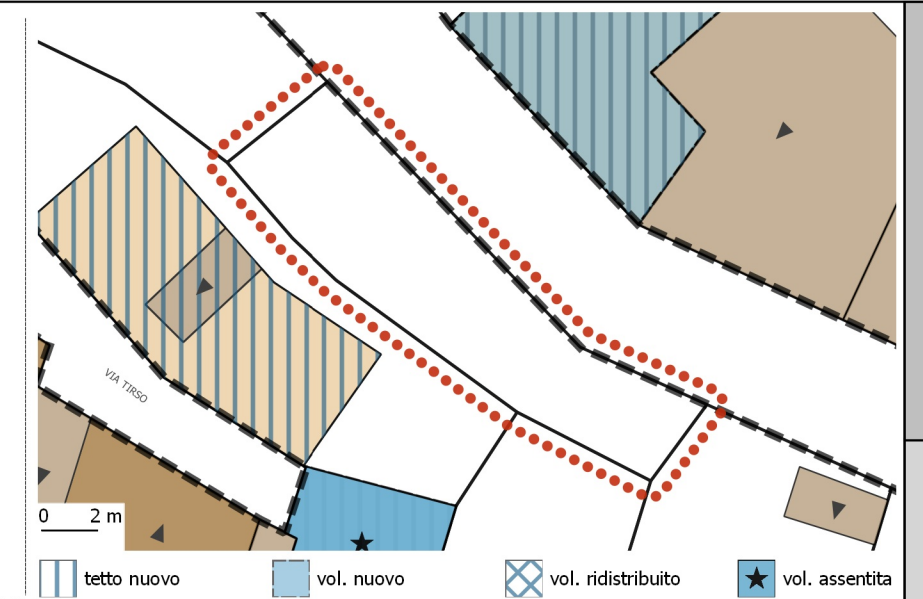 VIA TIRSO
0 2 m
tetto nuovo
vol. nuovo
vol. ridistribuito
vol. assentita